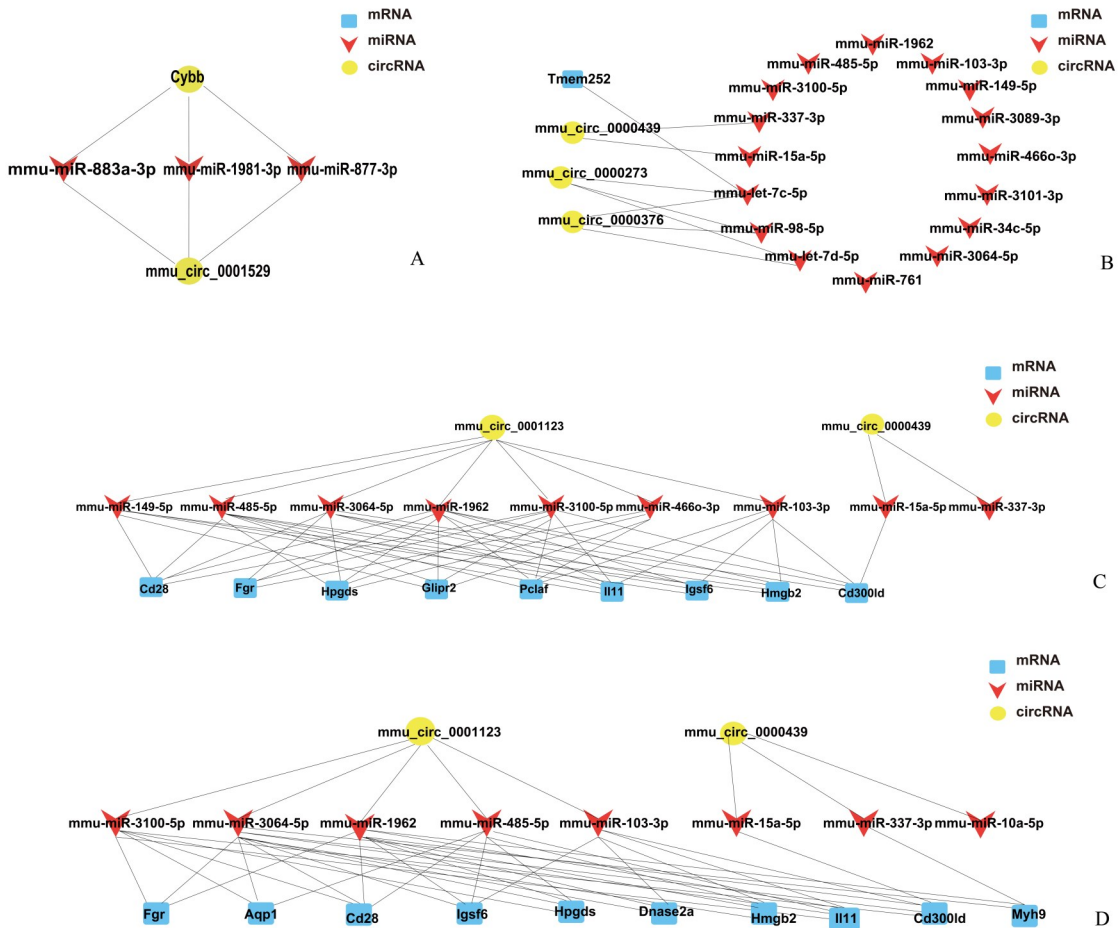 mRNA
miRNA
circRNA
Cybb
mmu-miR-883a-3p
mmu-miR-1981-3p
mmu-miR-877-3p
mmu_circ_0001529
A
mRNA
miRNA
circRNA
mmu-miR-1962
mmu-miR-485-5p
mmu-miR-103-3p
Tmem252
mmu-miR-3100-5p
mmu-miR-149-5p
mmu_circ_0000439
mmu-miR-337-3p
mmu-miR-3089-3p
mmu-miR-15a-5p
mmu-miR-466o-3p
mmu_circ_0000273
mmu-let-7c-5p
mmu-miR-3101-3p
mmu_circ_0000376
mmu-miR-98-5p
mmu-miR-34c-5p
mmu-let-7d-5p
mmu-miR-3064-5p
mmu-miR-761
B
mRNA
miRNA
circRNA
mmu_circ_0001123
mmu_circ_0000439
mmu-miR-149-5p
mmu-miR-485-5p
mmu-miR-3064-5p
mmu-miR-1962
mmu-miR-3100-5p
mmu-miR-466o-3p
mmu-miR-103-3p
mmu-miR-15a-5p
mmu-miR-337-3p
Cd28
Fgr
Hpgds
Glipr2
Pclaf
Il11
Igsf6
Hmgb2
Cd300ld
C
mRNA
miRNA
circRNA
mmu_circ_0001123
mmu_circ_0000439
mmu-miR-3100-5p
mmu-miR-3064-5p
mmu-miR-1962
mmu-miR-485-5p
mmu-miR-103-3p
mmu-miR-15a-5p
mmu-miR-337-3p
mmu-miR-10a-5p
Fgr
Aqp1
Cd28
Igsf6
Hpgds
Dnase2a
Hmgb2
Il11
Cd300ld
Myh9
D